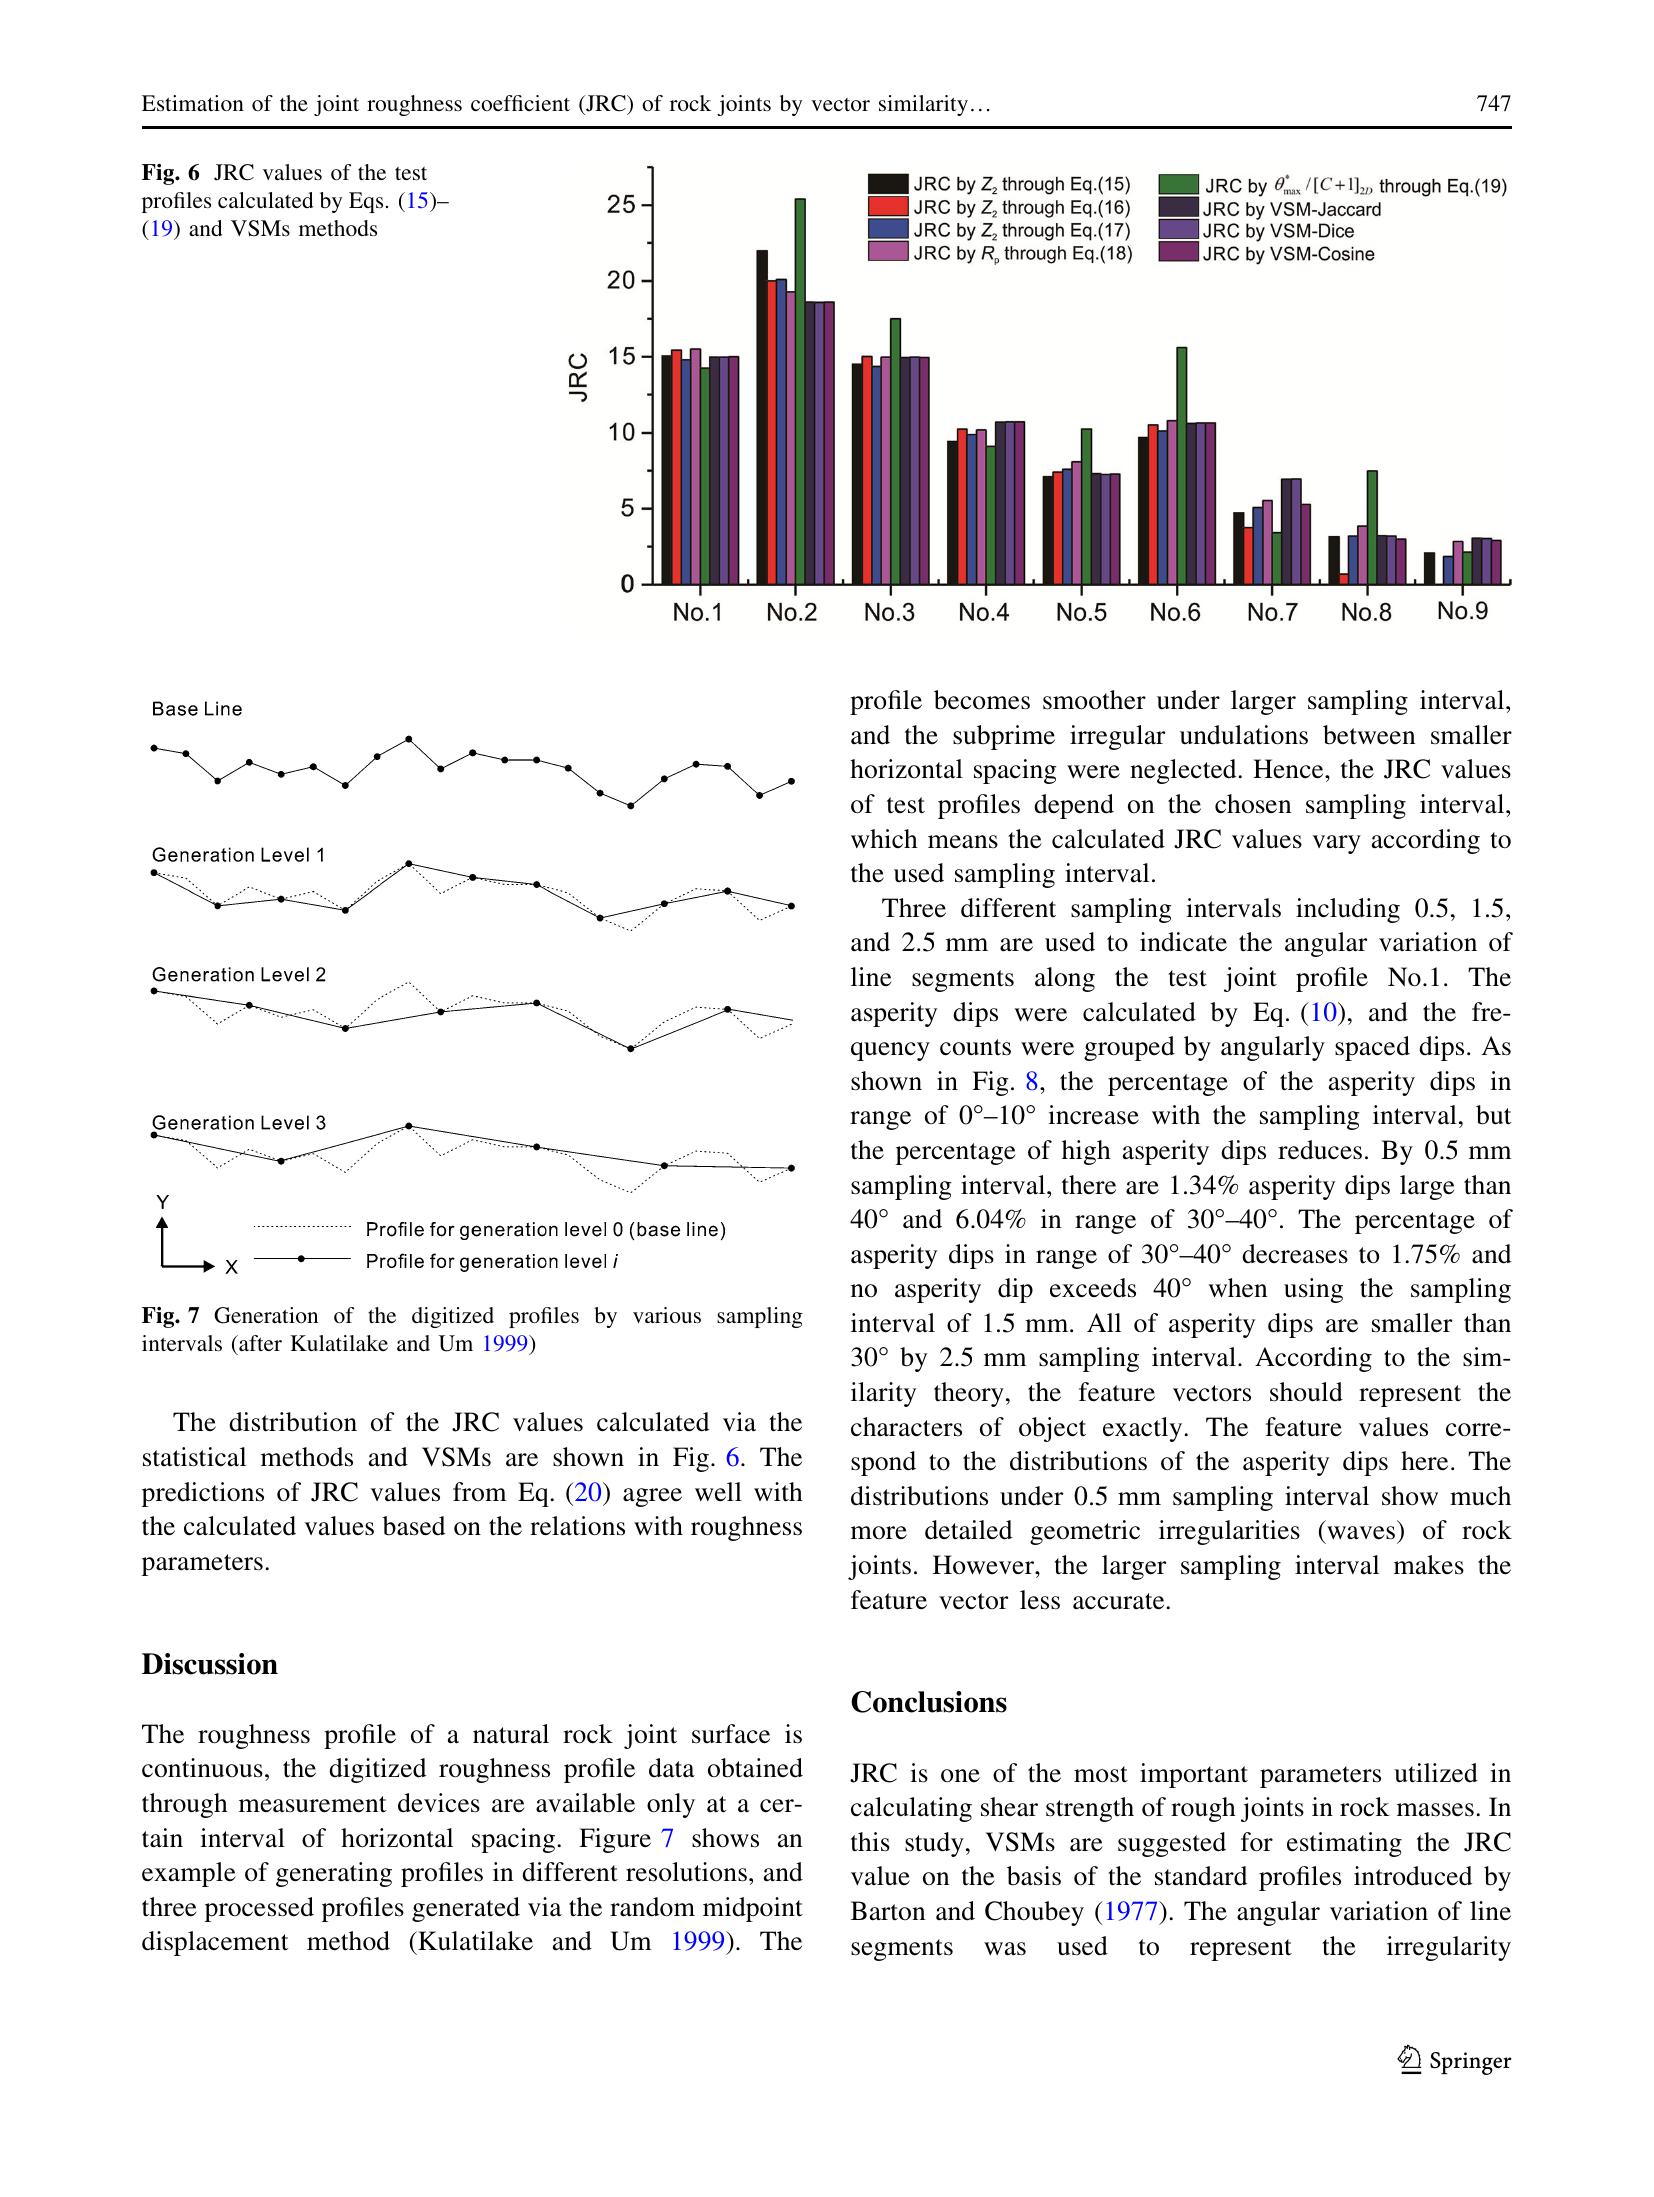 Estimation of the joint roughness coefficient (JRC) of rock joints by vector similarity… 747
Fig. 6 JRC values of the test
profiles calculated by Eqs. (15)–
(19) and VSMs methods
JRC by Z2 through Eq.(15)
JRC by Z2 through Eq.(16)
JRC by Z2 through Eq.(17)
JRC by Rp through Eq.(18)
JRC by θ*max /[C+1]2D through Eq.(19)
JRC by VSM-Jaccard
JRC by VSM-Dice
JRC by VSM-Cosine
JRC
25
20
15
10
5
0
No.1 No.2 No.3 No.4 No.5 No.6 No.7 No.8 No.9
Base Line
Generation Level 1
Generation Level 2
Generation Level 3
Y
X
Profile for generation level 0 (base line)
Profile for generation level i
Fig. 7 Generation of the digitized profiles by various sampling
intervals (after Kulatilake and Um 1999)
The distribution of the JRC values calculated via the
statistical methods and VSMs are shown in Fig. 6. The
predictions of JRC values from Eq. (20) agree well with
the calculated values based on the relations with roughness
parameters.
Discussion
The roughness profile of a natural rock joint surface is
continuous, the digitized roughness profile data obtained
through measurement devices are available only at a cer-
tain interval of horizontal spacing. Figure 7 shows an
example of generating profiles in different resolutions, and
three processed profiles generated via the random midpoint
displacement method (Kulatilake and Um 1999). The
profile becomes smoother under larger sampling interval,
and the subprime irregular undulations between smaller
horizontal spacing were neglected. Hence, the JRC values
of test profiles depend on the chosen sampling interval,
which means the calculated JRC values vary according to
the used sampling interval.
Three different sampling intervals including 0.5, 1.5,
and 2.5 mm are used to indicate the angular variation of
line segments along the test joint profile No.1. The
asperity dips were calculated by Eq. (10), and the fre-
quency counts were grouped by angularly spaced dips. As
shown in Fig. 8, the percentage of the asperity dips in
range of 0°–10° increase with the sampling interval, but
the percentage of high asperity dips reduces. By 0.5 mm
sampling interval, there are 1.34% asperity dips large than
40° and 6.04% in range of 30°–40°. The percentage of
asperity dips in range of 30°–40° decreases to 1.75% and
no asperity dip exceeds 40° when using the sampling
interval of 1.5 mm. All of asperity dips are smaller than
30° by 2.5 mm sampling interval. According to the sim-
ilarity theory, the feature vectors should represent the
characters of object exactly. The feature values corre-
spond to the distributions of the asperity dips here. The
distributions under 0.5 mm sampling interval show much
more detailed geometric irregularities (waves) of rock
joints. However, the larger sampling interval makes the
feature vector less accurate.
Conclusions
JRC is one of the most important parameters utilized in
calculating shear strength of rough joints in rock masses. In
this study, VSMs are suggested for estimating the JRC
value on the basis of the standard profiles introduced by
Barton and Choubey (1977). The angular variation of line
segments was used to represent the irregularity
Springer